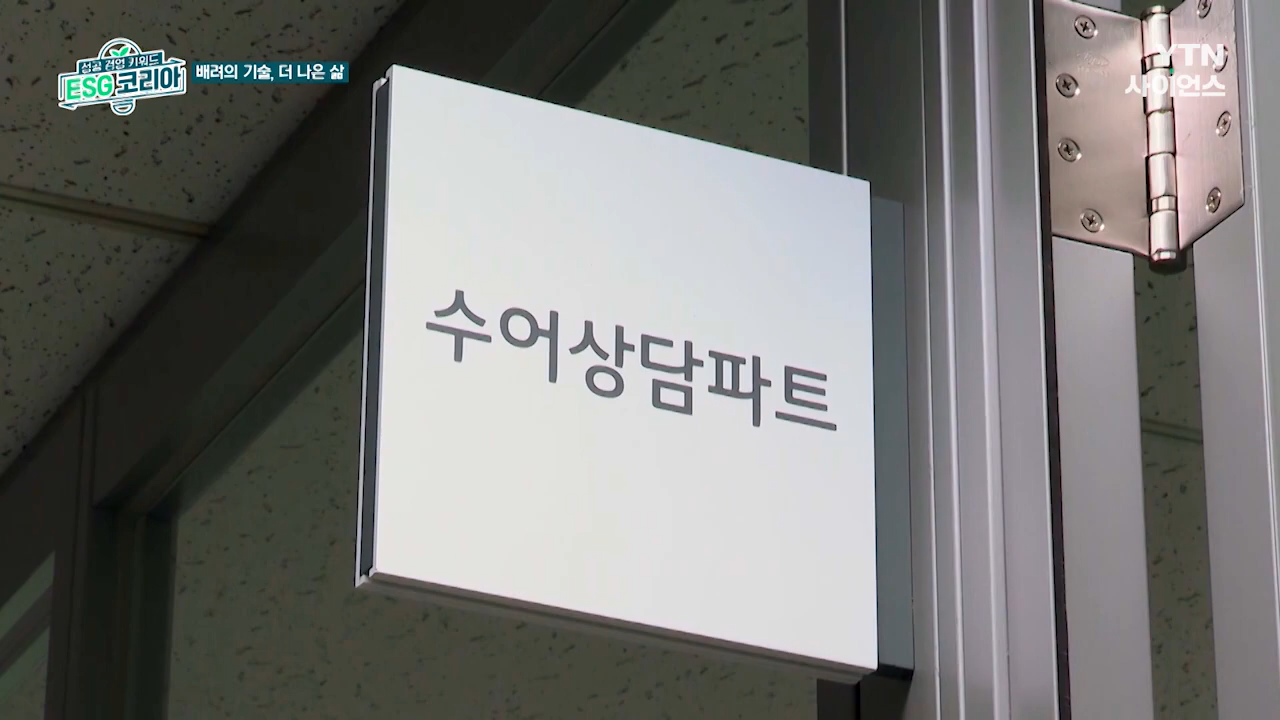 성공 경영 키워드
ESG코리아
배려의 기술, 더 나은 삶
YTN
사이언스
수어상담파트